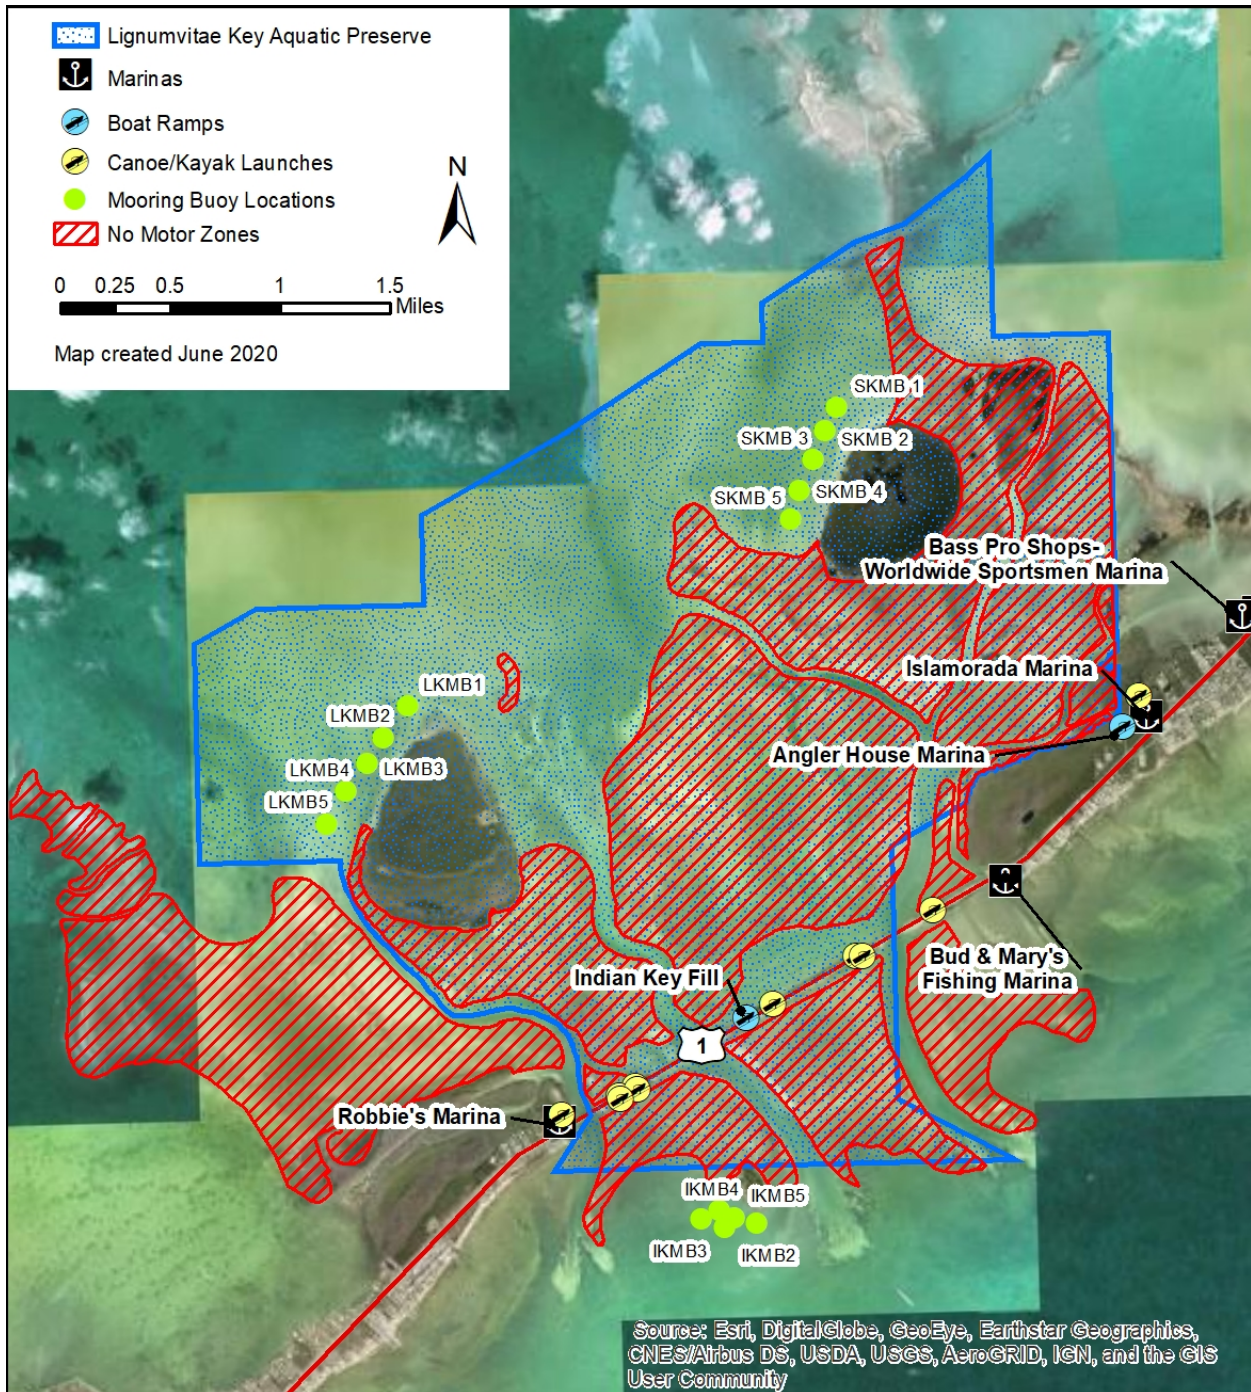 Lignumvitae Key Aquatic Preserve
Marinas
Boat Ramps
Canoe/Kayak Launches
Mooring Buoy Locations
No Motor Zones
N
0 0.25 0.5 1 1.5
Miles
Map created June 2020
SKMB 1
SKMB 3
SKMB 2
SKMB 5
SKMB 4
Bass Pro Shops-
Worldwide Sportsmen Marina
Islamorada Marina
LKMB1
LKMB2
Angler House Marina
LKMB4
LKMB3
LKMB5
Bud & Mary's
Fishing Marina
Indian Key Fill
1
Robbie's Marina
IKMB4
IKMB5
IKMB3
IKMB2
Source: Esri, DigitalGlobe, GeoEye, Earthstar Geographics,
CNES/Airbus DS, USDA, USGS, AeroGRID, IGN, and the GIS
User Community